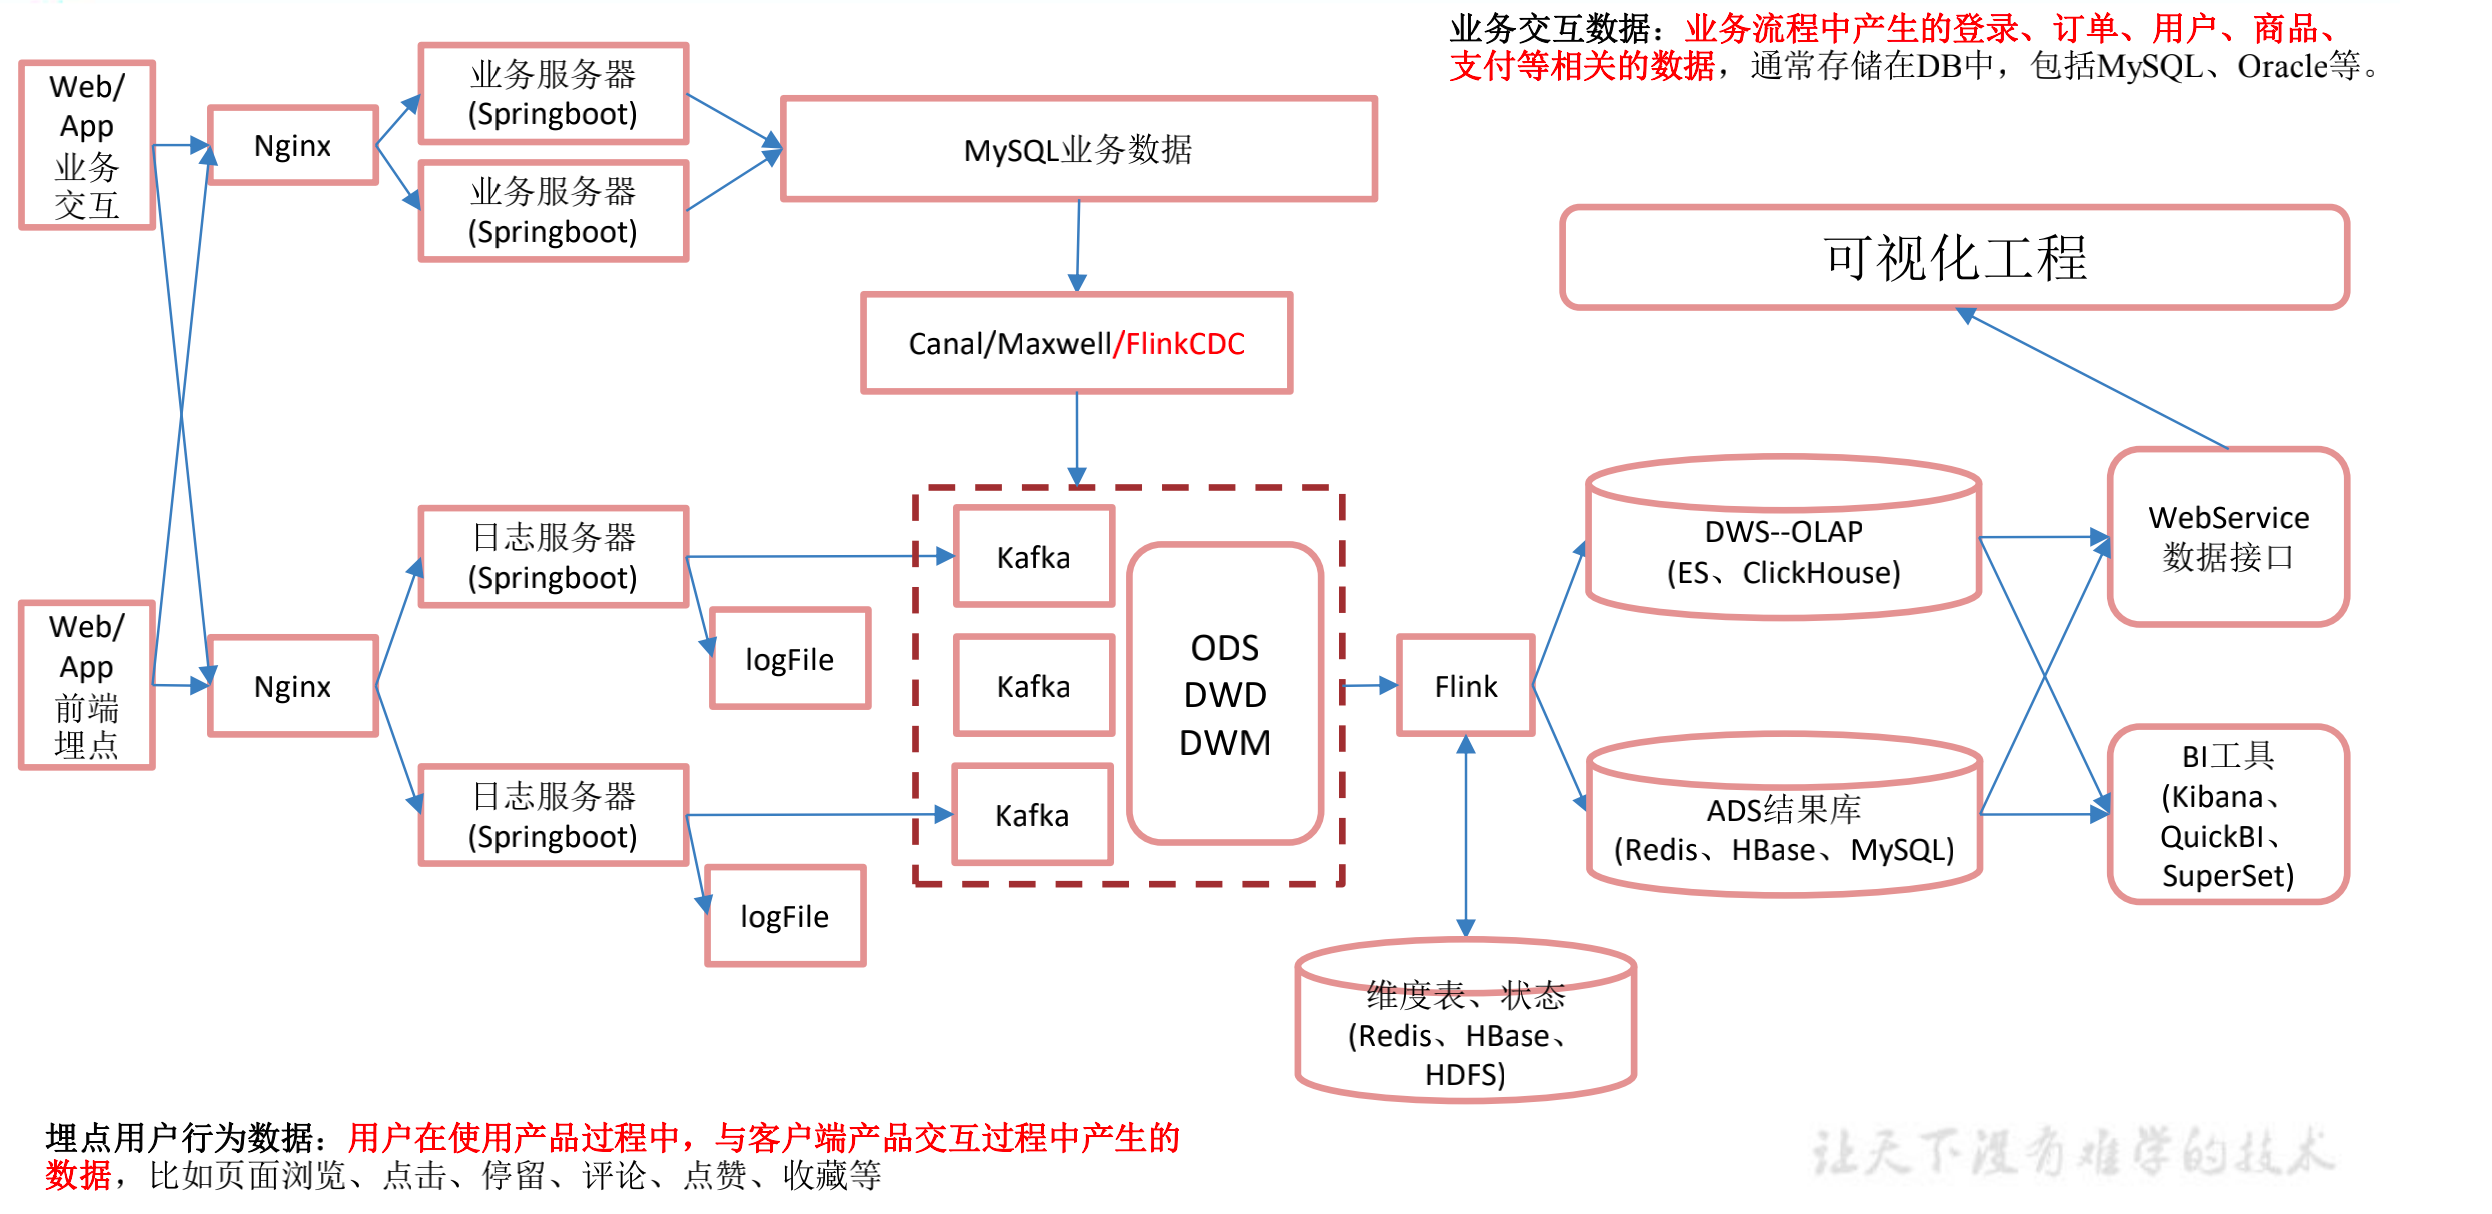 业务交互数据：业务流程中产生的登录、订单、用户、商品、
支付等相关的数据，通常存储在DB中，包括MySQL、Oracle等。
Web/
App
业务
交互
Nginx
业务服务器
(Springboot)
业务服务器
(Springboot)
MySQL业务数据
Canal/Maxwell/FlinkCDC
可视化工程
Web/
App
前端
埋点
Nginx
日志服务器
(Springboot)
logFile
日志服务器
(Springboot)
logFile
Kafka
Kafka
Kafka
ODS
DWD
DWM
Flink
DWS--OLAP
(ES、ClickHouse)
ADS结果库
(Redis、HBase、MySQL)
WebService
数据接口
BI工具
(Kibana、
QuickBI、
SuperSet)
维度表、状态
(Redis、HBase、
HDFS)
埋点用户行为数据：用户在使用产品过程中，与客户端产品交互过程中产生的
数据，比如页面浏览、点击、停留、评论、点赞、收藏等
让天下没有难学的技术